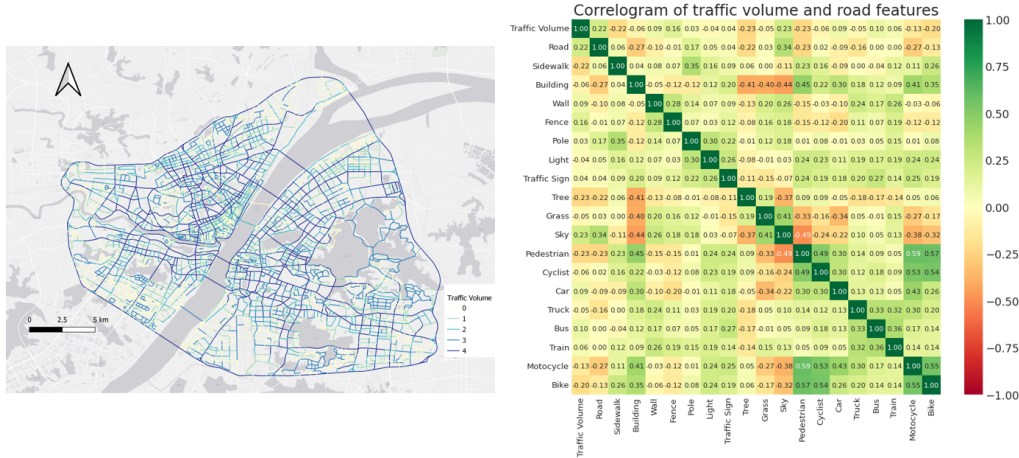 Correlogram of traffic volume and road features
Traffic Volume 1.00 0.22 -0.22 -0.06 0.09 0.16 0.03 -0.04 0.04 -0.23 -0.05 0.23 -0.23 -0.06 0.09 -0.05 0.10 0.06 -0.13 -0.20
Road 0.22 1.00 0.06 -0.27 -0.10 -0.01 0.17 0.05 0.04 -0.22 0.03 0.34 -0.23 0.02 -0.09 -0.16 0.00 0.00 -0.27 -0.13
Sidewalk -0.22 0.06 1.00 0.04 0.08 -0.07 0.35 0.16 0.09 0.06 0.00 -0.11 0.23 0.16 -0.09 0.00 -0.04 0.12 0.11 0.26
Building -0.06 -0.27 0.04 1.00 -0.05 -0.12 -0.12 0.12 0.20 -0.41 -0.40 -0.44 0.45 0.22 0.30 0.18 0.12 0.09 0.41 0.35
Wall 0.09 -0.10 0.08 -0.05 1.00 0.28 0.14 0.07 0.09 -0.13 0.20 0.26 -0.15 -0.03 -0.10 0.24 0.17 0.26 -0.03 -0.06
Fence 0.16 -0.01 -0.07 -0.12 0.28 1.00 0.07 0.03 0.12 -0.08 0.16 0.18 -0.15 -0.12 -0.20 0.11 0.07 0.19 -0.12 -0.12
Pole 0.03 0.17 0.35 -0.12 0.14 0.07 1.00 0.30 0.22 -0.01 0.12 0.18 0.01 0.08 -0.01 0.03 0.05 0.15 0.01 0.08
Light -0.04 0.05 0.16 0.12 0.07 0.03 0.30 1.00 0.26 -0.08 -0.01 0.03 0.24 0.23 0.11 0.19 0.17 0.19 0.24 0.24
Traffic Sign 0.04 0.04 0.09 0.20 0.09 0.12 0.22 0.26 1.00 -0.11 -0.15 -0.07 0.24 0.19 0.18 0.20 0.27 0.14 0.25 0.19
Tree -0.23 -0.22 0.06 -0.41 -0.13 -0.08 -0.01 -0.08 -0.11 1.00 0.19 -0.37 0.09 0.09 0.05 -0.18 -0.17 -0.14 0.05 0.06
Grass -0.05 0.03 0.00 -0.40 0.20 0.16 0.12 -0.01 -0.15 0.19 1.00 0.41 -0.33 -0.16 -0.34 0.05 -0.01 0.15 -0.27 -0.17
Sky 0.23 0.34 -0.11 -0.44 0.26 0.18 0.18 0.03 -0.07 -0.37 0.41 1.00 -0.49 -0.24 -0.22 0.10 0.05 0.13 -0.38 -0.32
Pedestrian -0.23 -0.23 0.23 0.45 -0.15 -0.15 0.01 0.24 0.24 0.09 -0.33 -0.49 1.00 0.49 0.30 0.14 0.09 0.05 0.59 0.57
Cyclist -0.06 0.02 0.16 0.22 -0.03 -0.12 0.08 0.23 0.19 0.09 -0.16 -0.24 0.49 1.00 0.30 0.12 0.18 0.09 0.53 0.54
Car 0.09 -0.09 -0.09 0.30 -0.10 -0.20 -0.01 0.11 0.18 0.05 -0.34 -0.22 0.30 0.30 1.00 0.13 0.13 0.05 0.43 0.26
Truck -0.05 -0.16 0.00 0.18 0.24 0.11 0.03 0.19 0.20 -0.18 0.05 0.10 0.14 0.12 0.13 1.00 0.33 0.32 0.30 0.20
Bus 0.10 0.00 -0.04 0.12 0.17 0.07 0.05 0.17 0.27 -0.17 -0.01 0.05 0.09 0.18 0.13 0.33 1.00 0.36 0.17 0.14
Train 0.06 0.00 0.12 0.09 0.26 0.19 0.15 0.19 0.14 -0.14 0.15 0.13 0.05 0.09 0.05 0.32 0.36 1.00 0.14 0.14
Motorcycle -0.13 -0.27 0.11 0.41 -0.03 -0.12 0.01 0.24 0.25 0.05 -0.27 -0.38 0.59 0.53 0.43 0.30 0.17 0.14 1.00 0.55
Bike -0.20 -0.13 0.26 0.35 -0.06 -0.12 0.08 0.24 0.19 0.06 -0.17 -0.32 0.57 0.54 0.26 0.20 0.14 0.14 0.55 1.00
Traffic Volume Road Sidewalk Building Wall Fence Pole Light Traffic Sign Tree Grass Sky Pedestrian Cyclist Car Truck Bus Train Motocycle Bike
1.00
0.75
0.50
0.25
0.00
−0.25
−0.50
−0.75
−1.00
Traffic Volume
0
1
2
3
4
0 2.5 5 km